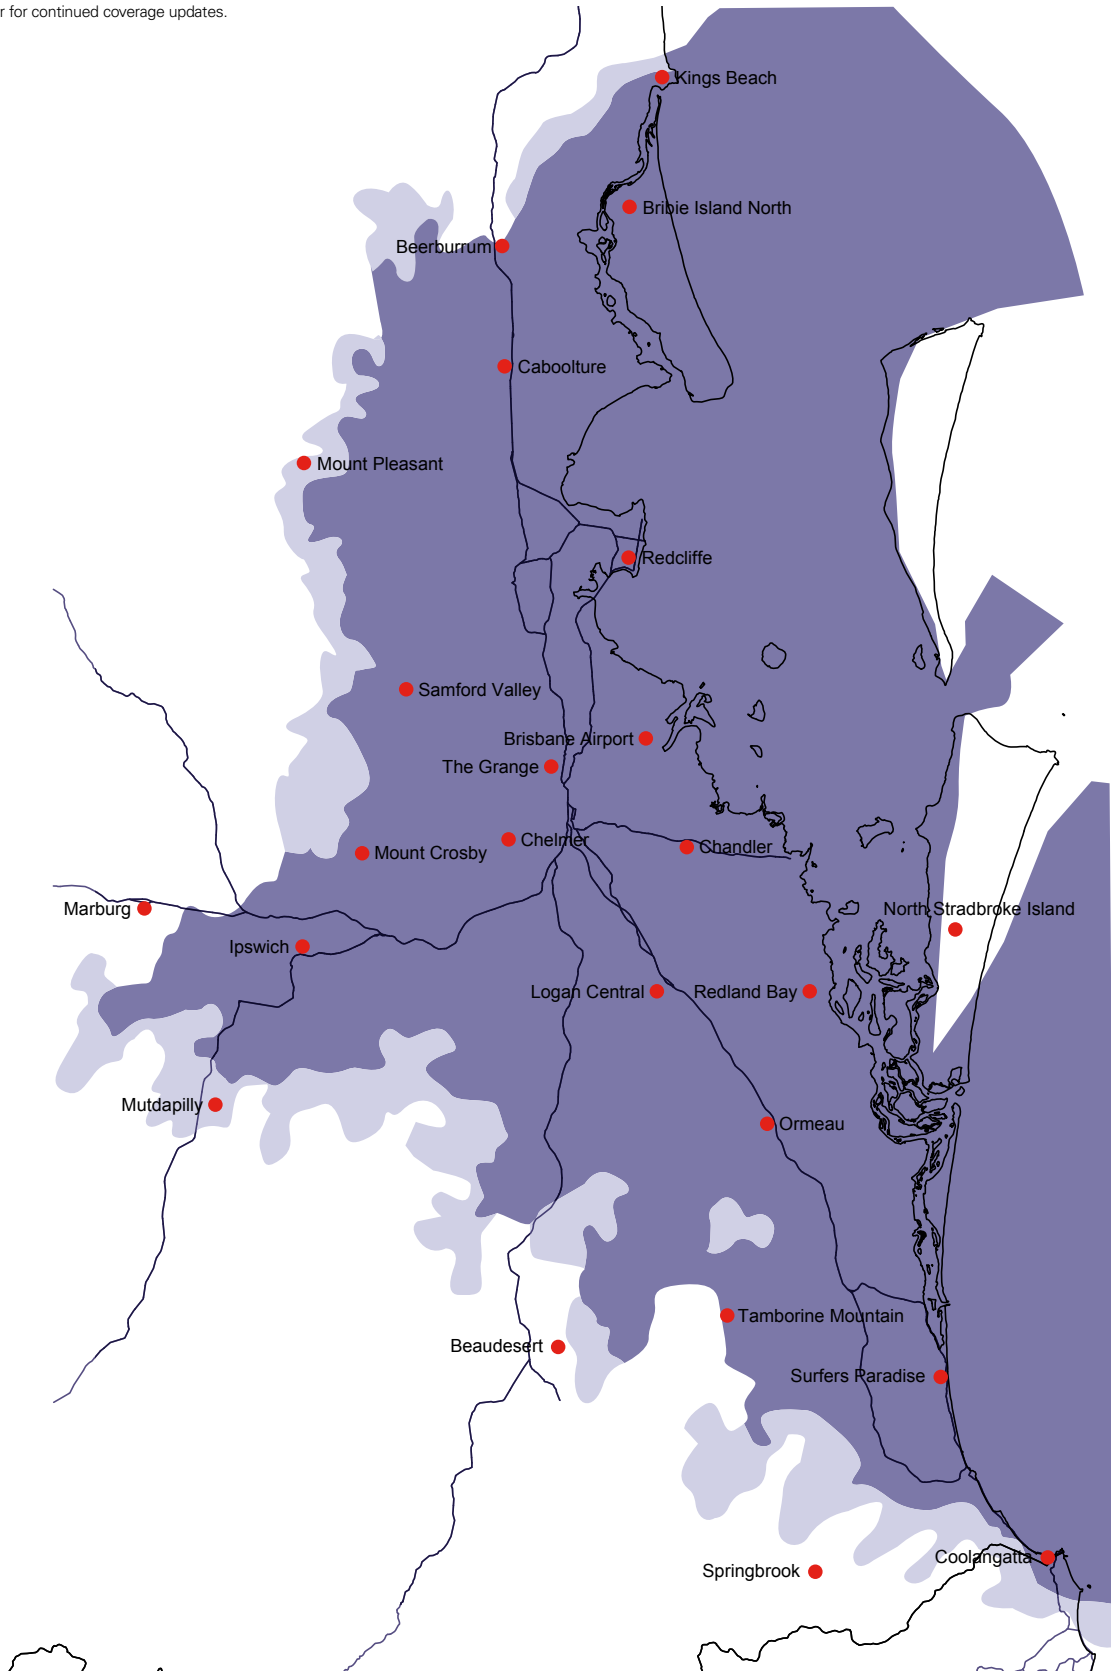 r for continued coverage updates.
Kings Beach
Bribie Island North
Beerburrum
Caboolture
Mount Pleasant
Redcliffe
Samford Valley
Brisbane Airport
The Grange
Chelmer
Chandler
Mount Crosby
Marburg
North Stradbroke Island
Ipswich
Logan Central
Redland Bay
Mutdapilly
Ormeau
Tamborine Mountain
Beaudesert
Surfers Paradise
Coolangatta
Springbrook